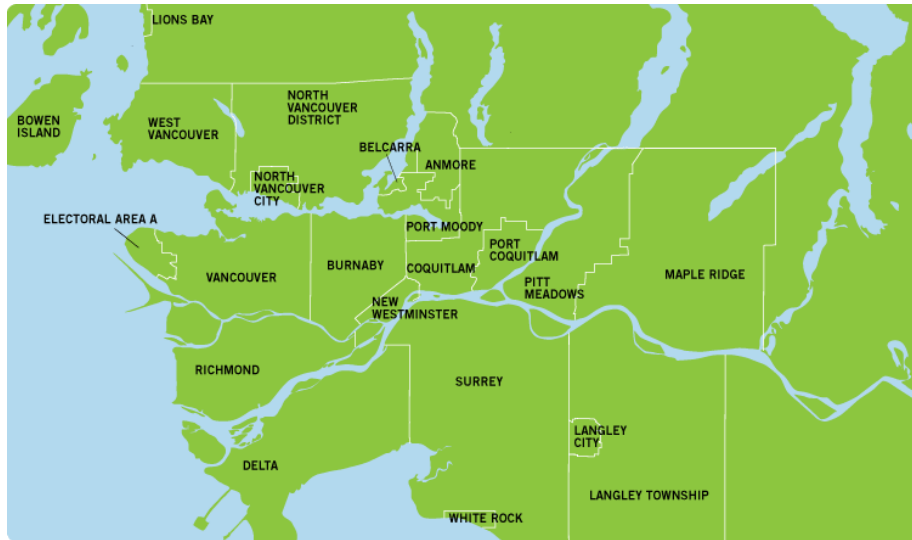 LIONS BAY
BOWEN
ISLAND
WEST
VANCOUVER
NORTH
VANCOUVER
DISTRICT
BELCARRA
ANMORE
NORTH
VANCOUVER
CITY
ELECTORAL AREA A
PORT MOODY
PORT
COQUITLAM
VANCOUVER
BURNABY
COQUITLAM
PITT
MEADOWS
MAPLE RIDGE
NEW
WESTMINSTER
RICHMOND
SURREY
LANGLEY
CITY
DELTA
LANGLEY TOWNSHIP
WHITE ROCK